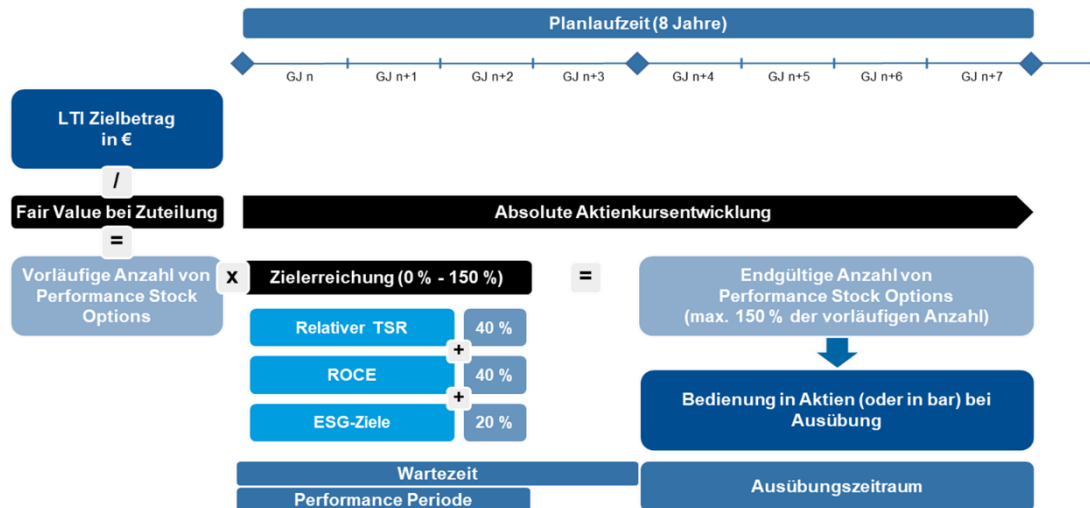 Planlaufzeit (8 Jahre)
GJ n
GJ n+1
GJ n+2
GJ n+3
GJ n+4
GJ n+5
GJ n+6
GJ n+7
LTI Zielbetrag
in €
/
Fair Value bei Zuteilung
Absolute Aktienkursentwicklung
=
Vorläufige Anzahl von
Performance Stock
Options
x
Zielerreichung (0 % - 150 %)
=
Endgültige Anzahl von
Performance Stock Options
(max. 150 % der vorläufigen Anzahl)
Relativer TSR
40 %
+
ROCE
40 %
+
ESG-Ziele
20 %
Bedienung in Aktien (oder in bar) bei
Ausübung
Wartezeit
Performance Periode
Ausübungszeitraum